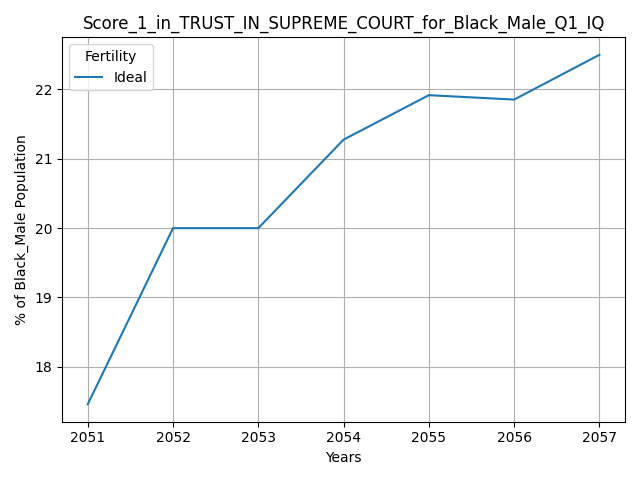 Score_1_in_TRUST_IN_SUPREME_COURT_for_Black_Male_Q1_IQ
Fertility
Ideal
% of Black_Male Population
22
21
20
19
18
2051 2052 2053 2054 2055 2056 2057
Years